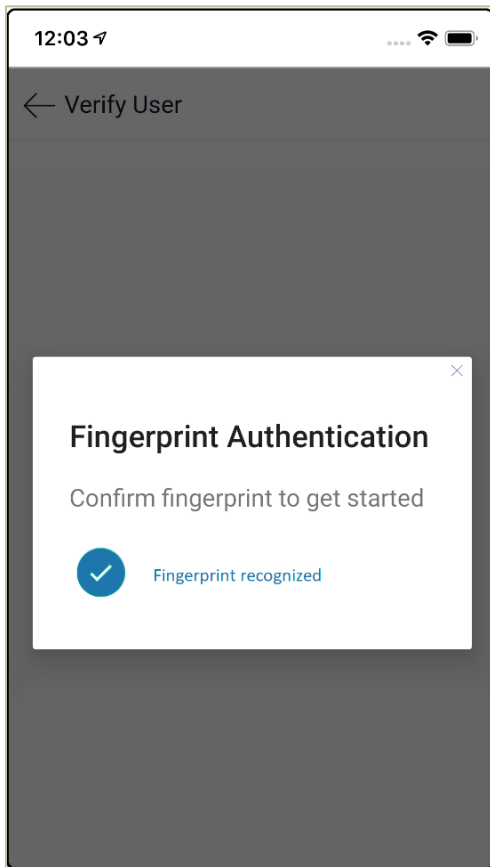 12:03
Verify User
Fingerprint Authentication
Confirm fingerprint to get started
Fingerprint recognized